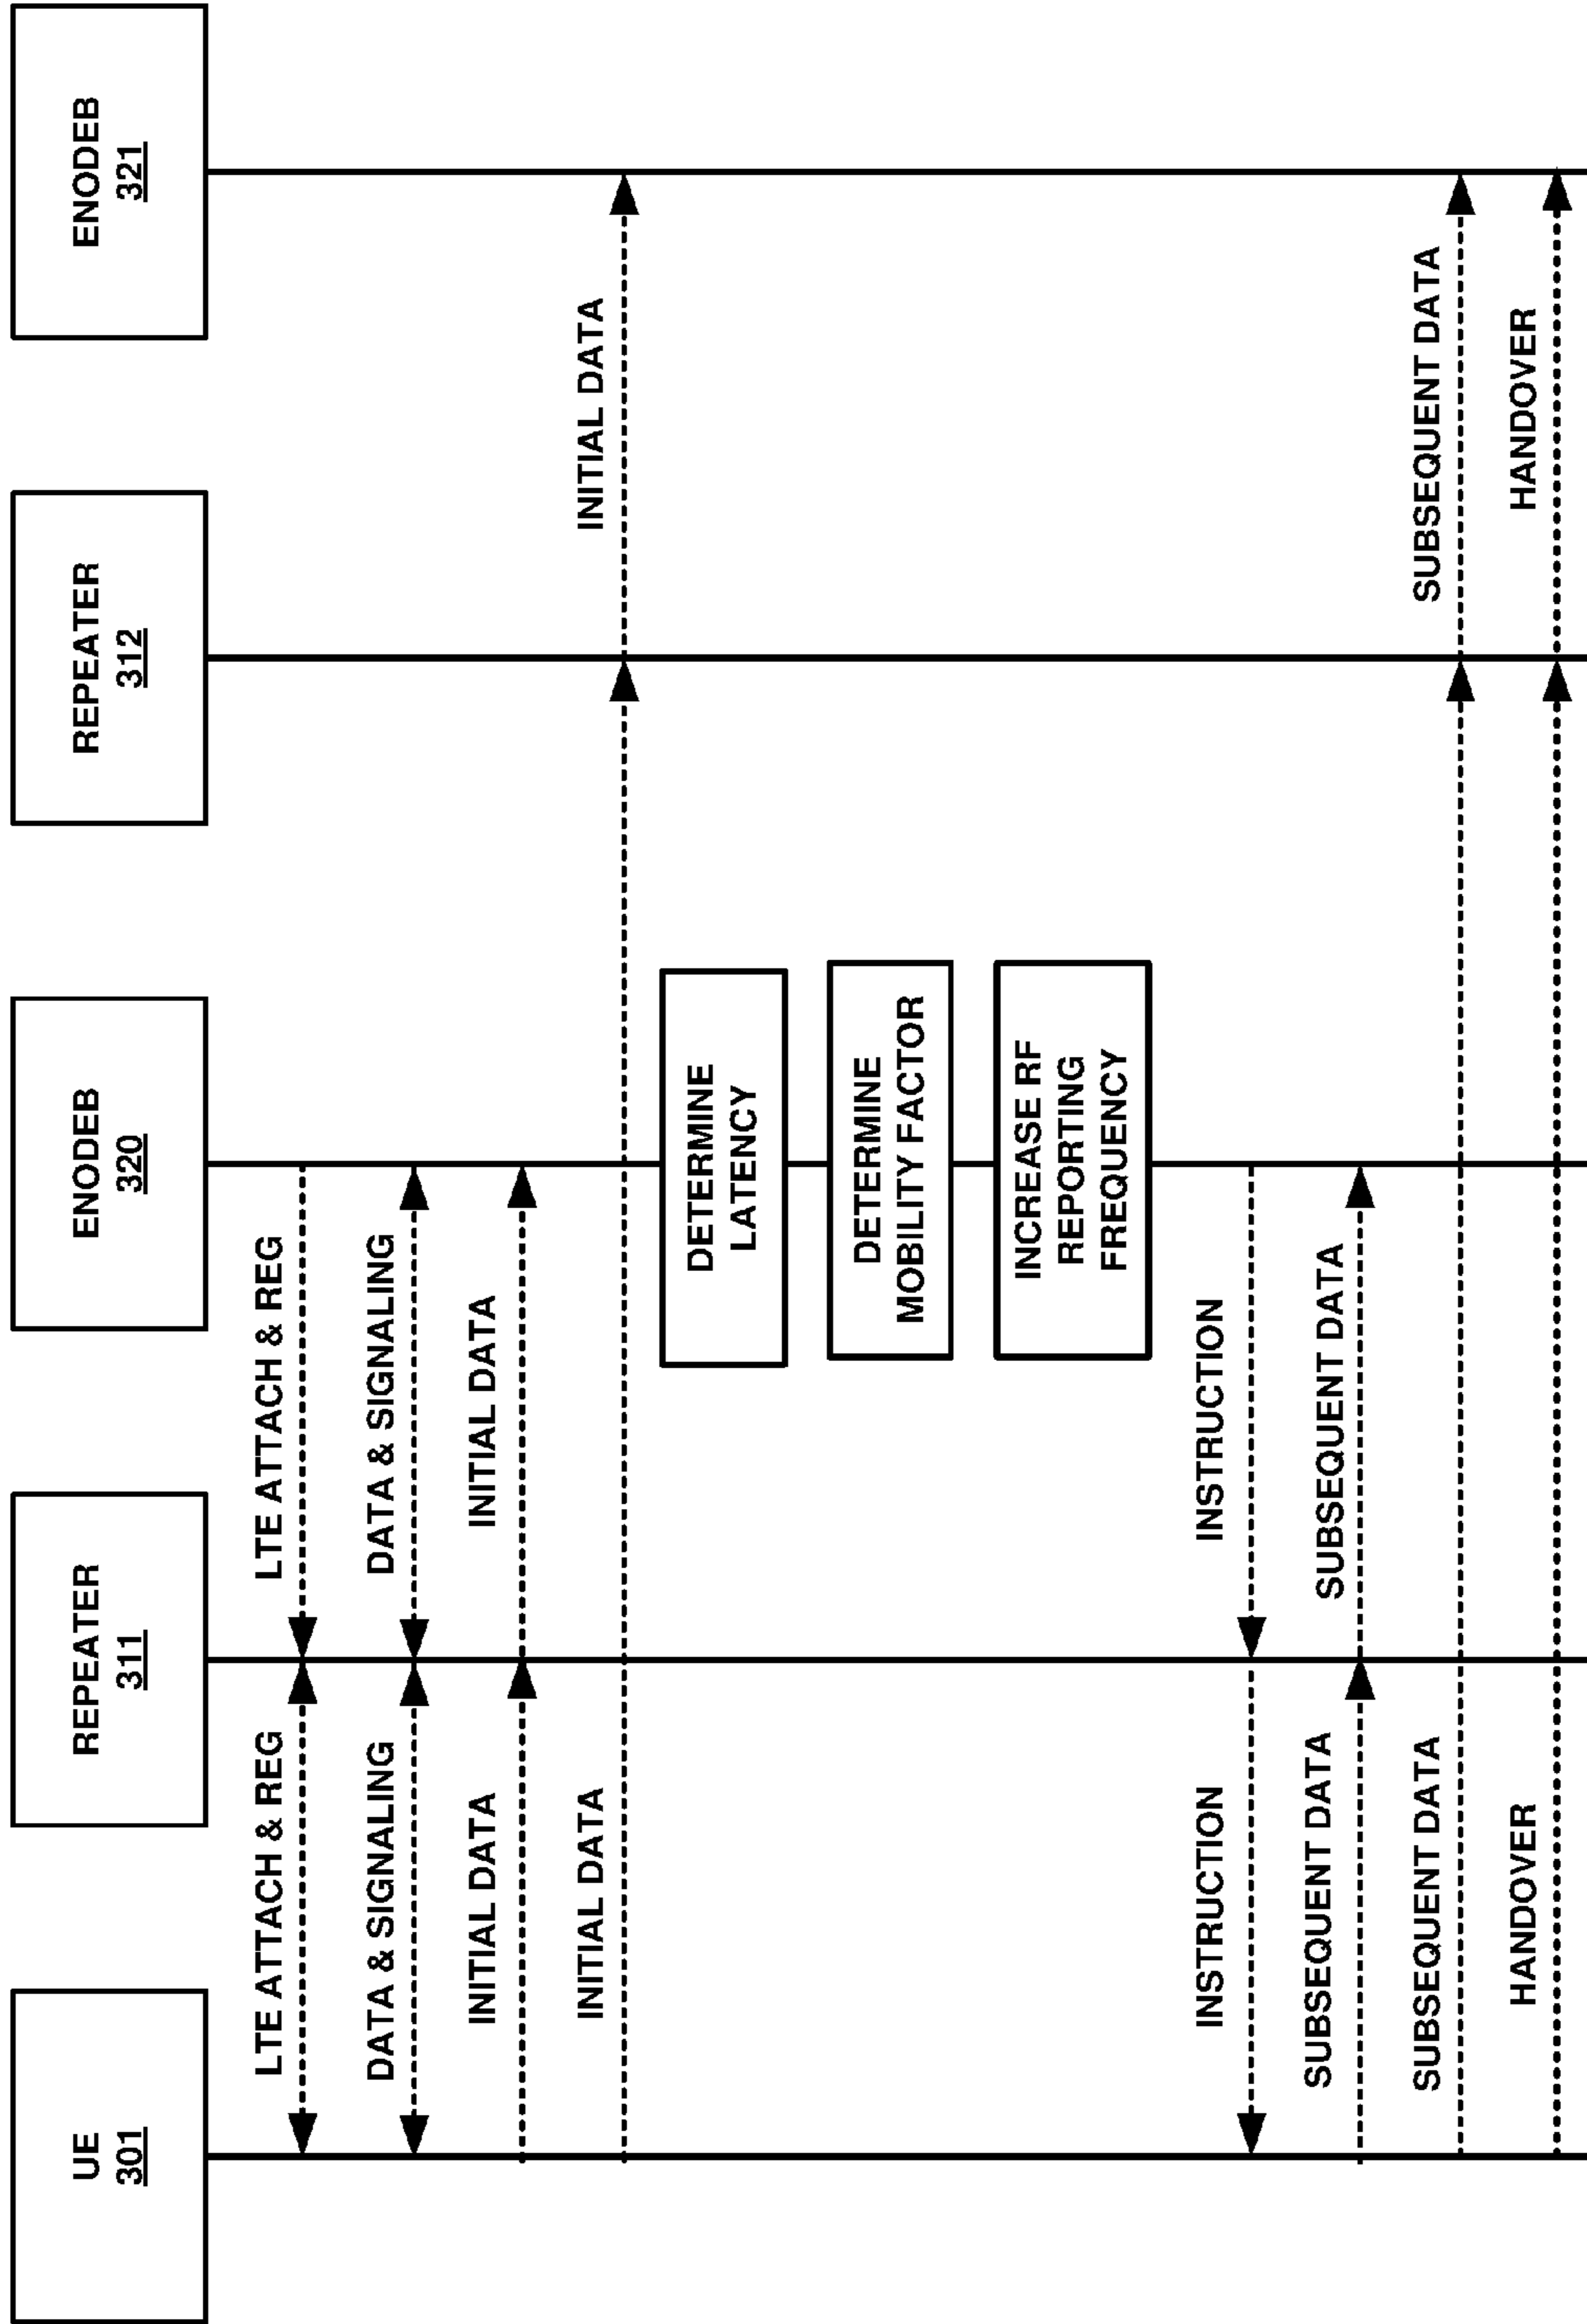 UE
301
REPEATER
311
ENODEB
320
REPEATER
312
ENODEB
321
LTE ATTACH & REG
LTE ATTACH & REG
DATA & SIGNALING
DATA & SIGNALING
INITIAL DATA
INITIAL DATA
INITIAL DATA
INITIAL DATA
DETERMINE
LATENCY
DETERMINE
MOBILITY FACTOR
INCREASE RF
REPORTING
FREQUENCY
INSTRUCTION
INSTRUCTION
SUBSEQUENT DATA
SUBSEQUENT DATA
SUBSEQUENT DATA
SUBSEQUENT DATA
HANDOVER
HANDOVER